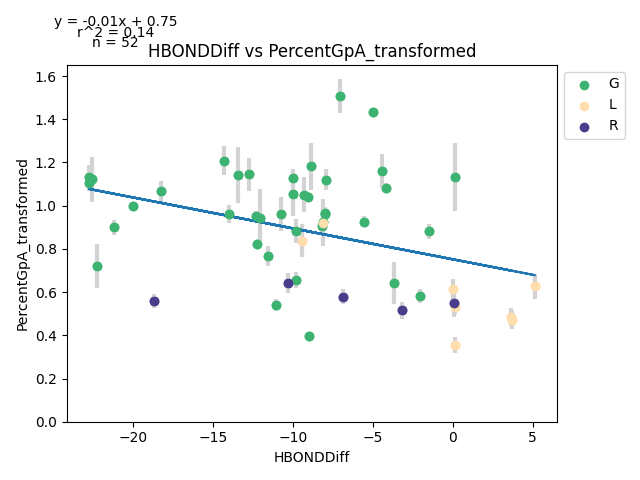 y = -0.01x + 0.75
r^2 = 0.14
n = 52
HBONDDiff vs PercentGpA_transformed
1.6
1.4
1.2
1.0
0.8
0.6
0.4
0.2
0.0
PercentGpA_transformed
−20
−15
−10
−5
0
5
HBONDDiff
G
L
R